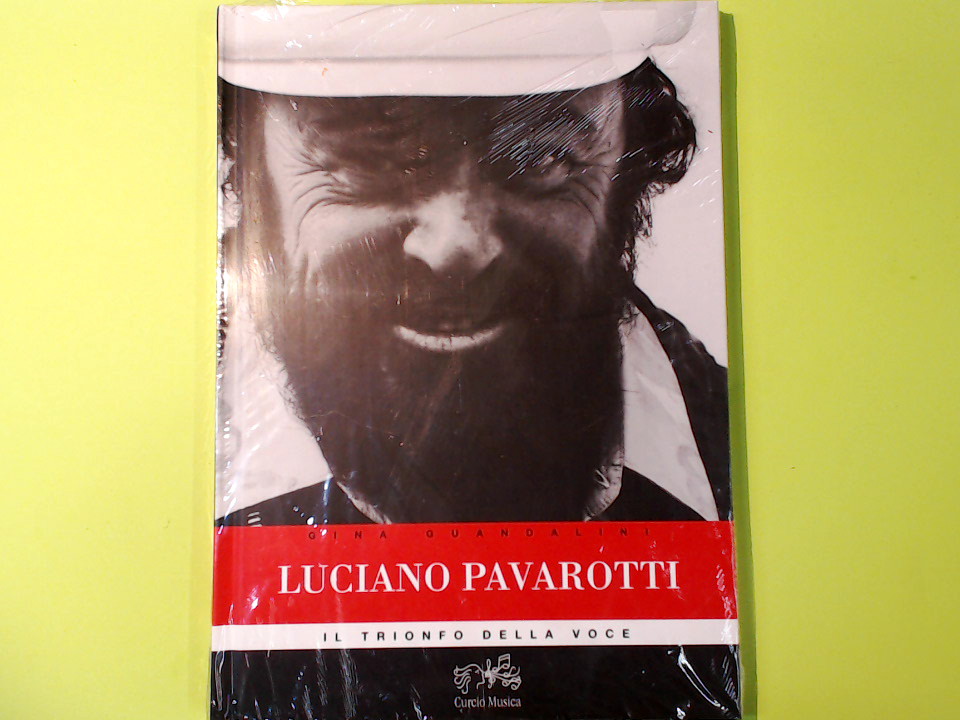 GINA GUANDALINI
LUCIANO PAVAROTTI
IL TRIONFO DELLA VOCE
Curcio Musica